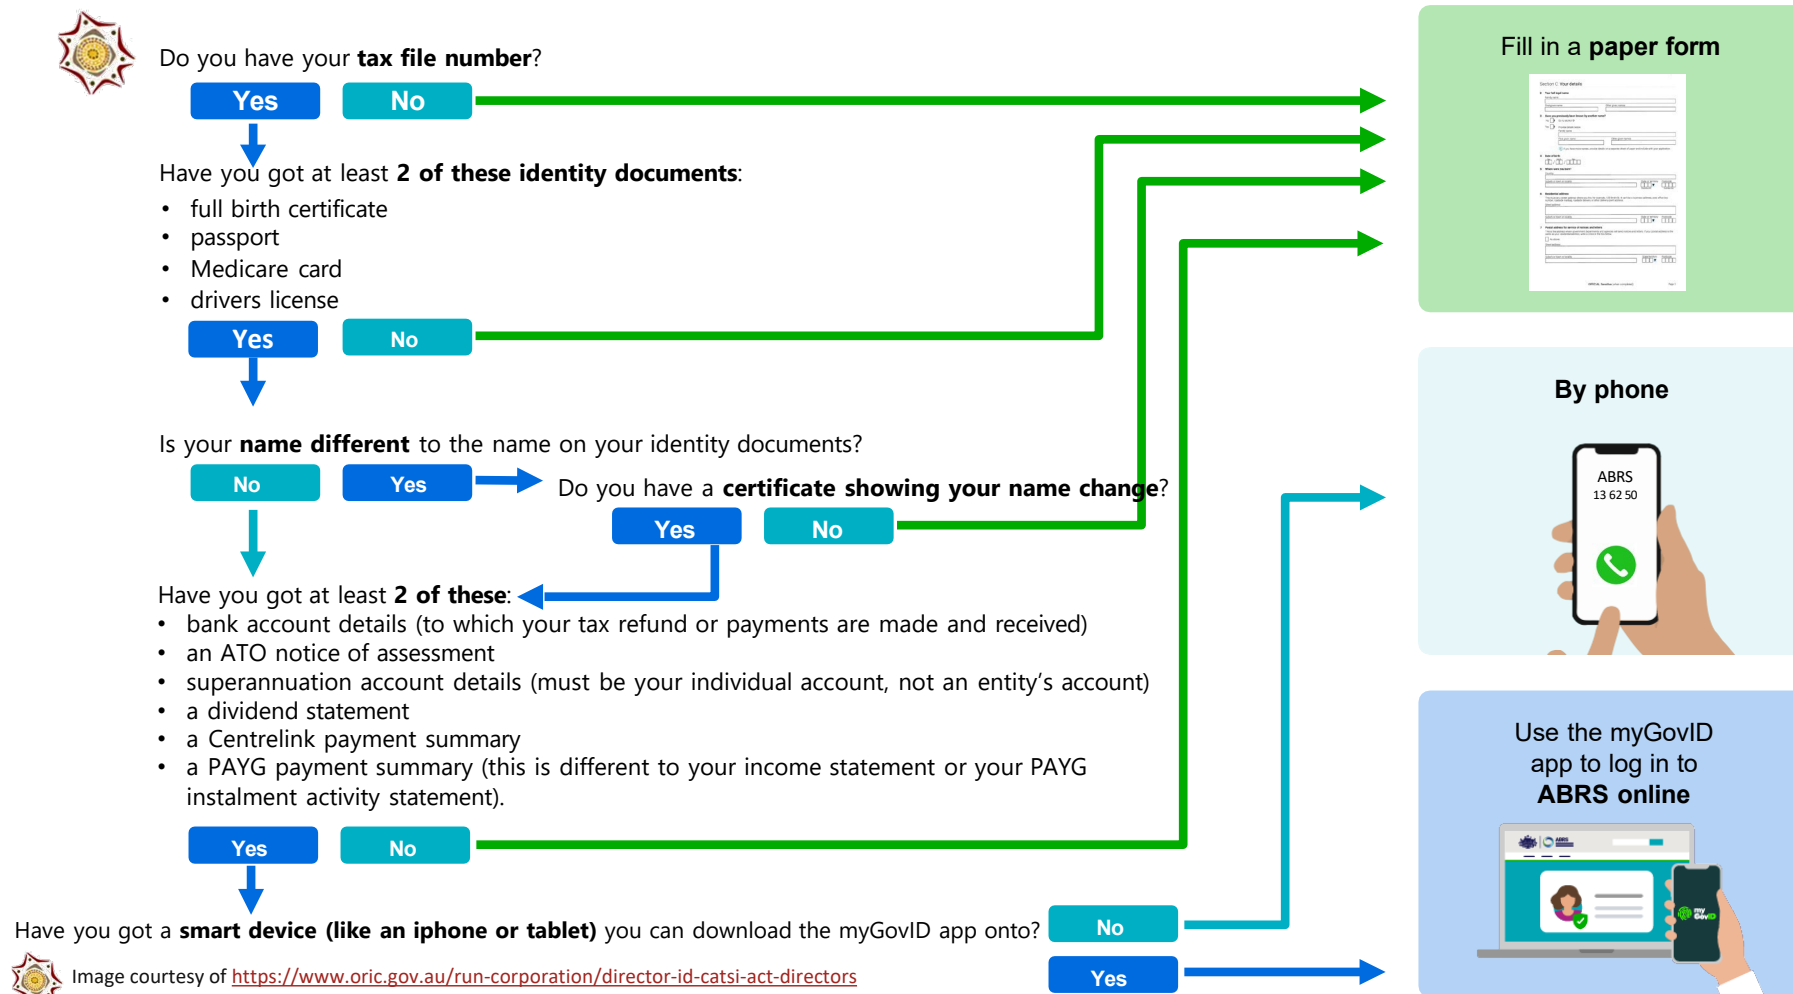 Do you have your tax file number?
Yes
No
Have you got at least 2 of these identity documents:
• full birth certificate
• passport
• Medicare card
• drivers license
Yes
No
Is your name different to the name on your identity documents?
No
Yes
Do you have a certificate showing your name change?
Yes
No
Have you got at least 2 of these:
• bank account details (to which your tax refund or payments are made and received)
• an ATO notice of assessment
• superannuation account details (must be your individual account, not an entity's account)
• a dividend statement
• a Centrelink payment summary
• a PAYG payment summary (this is different to your income statement or your PAYG
instalment activity statement).
Yes
No
Have you got a smart device (like an iphone or tablet) you can download the myGovID app onto?
No
Yes
Image courtesy of https://www.oric.gov.au/run-corporation/director-id-catsi-act-directors
Fill in a paper form
Section C: Your details
By phone
ABRS
13 62 50
Use the myGovID
app to log in to
ABRS online
ABRS
my
GovID